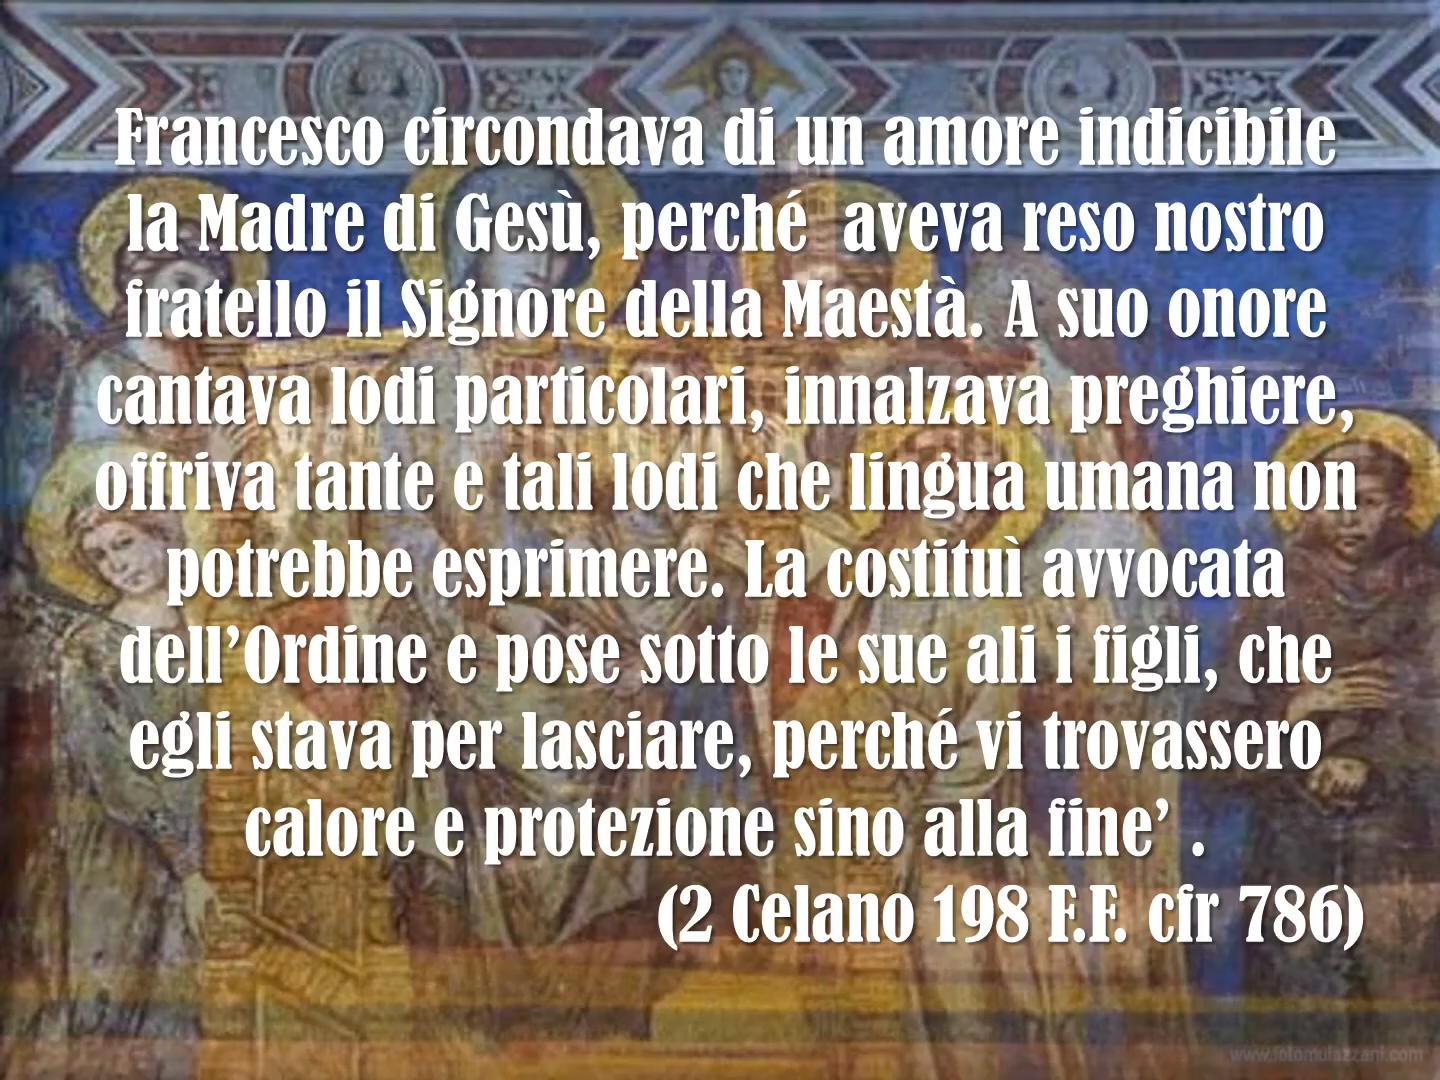 Francesco circondava di un amore indicibile
la Madre di Gesù, perché  aveva reso nostro
fratello il Signore della Maestà. A suo onore
cantava lodi particolari, innalzava preghiere,
offriva tante e tali lodi che lingua umana non
potrebbe esprimere. La costituì avvocata
dell’Ordine e pose sotto le sue ali i figli, che
egli stava per lasciare, perché vi trovassero
calore e protezione sino alla fine’ .
(2 Celano 198 F.F. cfr 786)
www.fotomulazzani.com